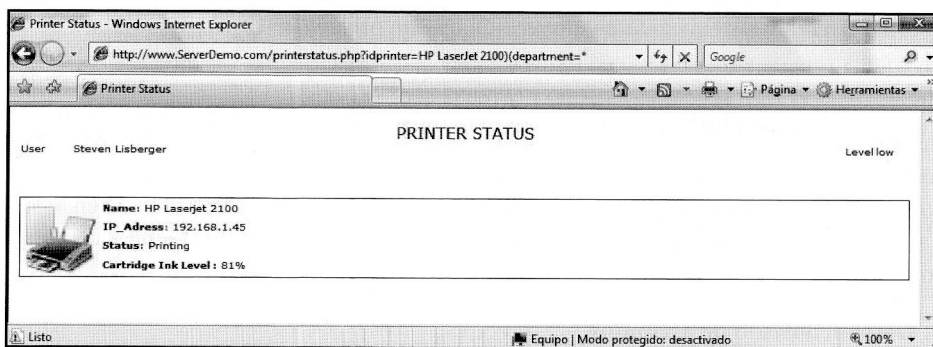 Printer Status - Windows Internet Explorer
http://www.ServerDemo.com/printerstatus.php?idprinter=HP LaserJet 2100)(department=*
Google
Printer Status
Página
Herramientas
PRINTER STATUS
User Steven Lisberger
Level low
Name: HP Laserjet 2100
IP_Adress: 192.168.1.45
Status: Printing
Cartridge Ink Level : 81%
Listo
Equipo | Modo protegido: desactivado
100%